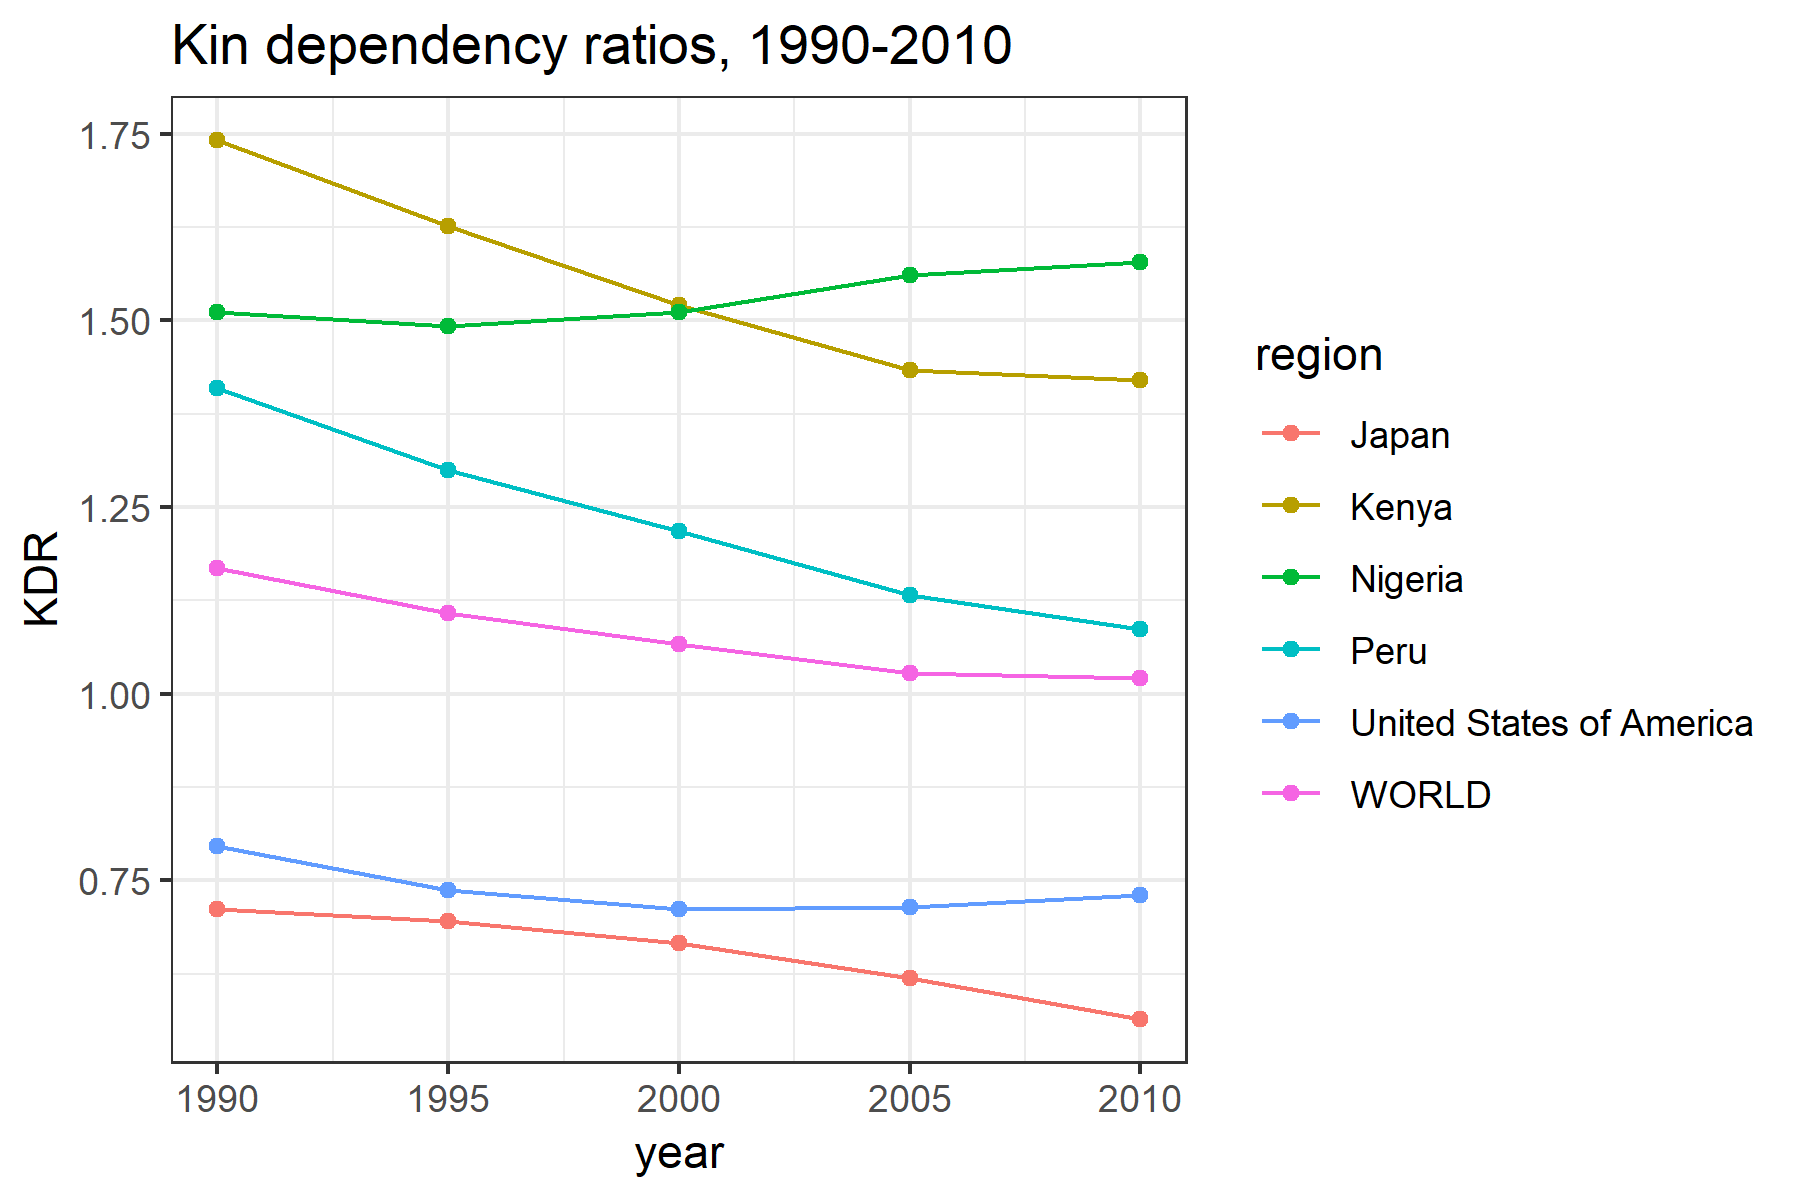 Kin dependency ratios, 1990-2010
1.75
1.50
1.25
1.00
0.75
KDR
1990 1995 2000 2005 2010
year
region
Japan
Kenya
Nigeria
Peru
United States of America
WORLD